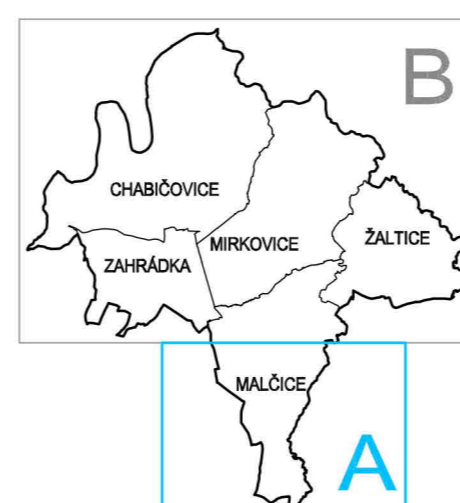 B
CHABIČOVICE
MIRKOVICE
ŽALTICE
ZAHRÁDKA
MALČICE
A